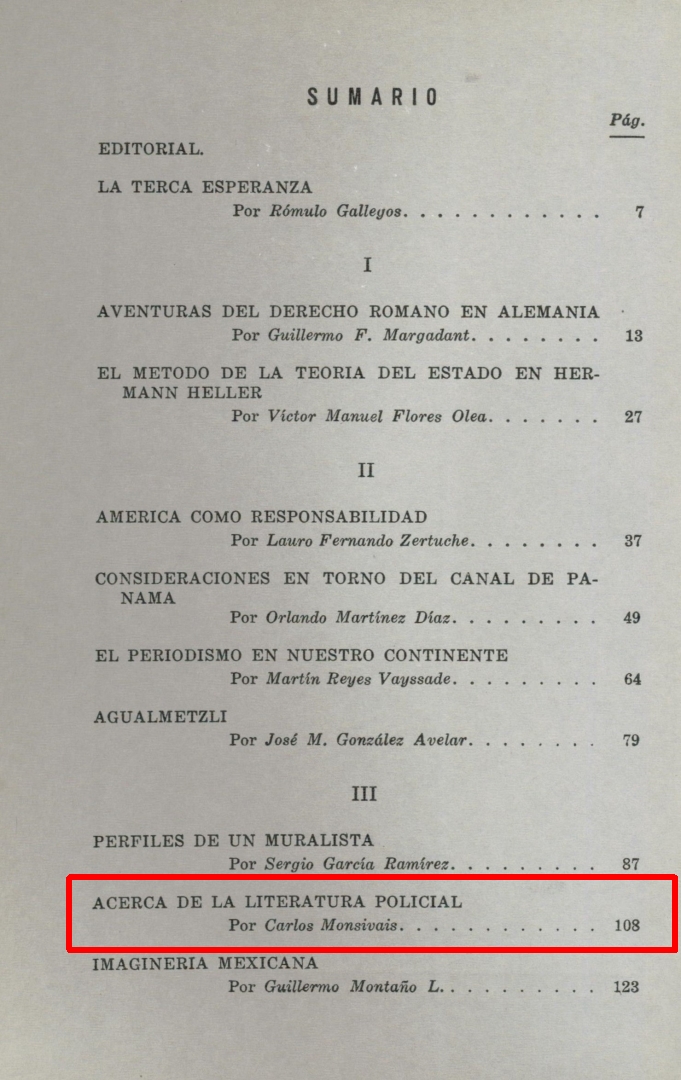 SUMARIO
Pág.
EDITORIAL.
LA TERCA ESPERANZA
Por Rómulo Gallegos. . . . . . . . . . . . . 7
I
AVENTURAS DEL DERECHO ROMANO EN ALEMANIA
Por Guillermo F. Margadant. . . . . . . . 13
EL METODO DE LA TEORIA DEL ESTADO EN HER-
MANN HELLER
Por Víctor Manuel Flores Olea. . . . . . . 27
II
AMERICA COMO RESPONSABILIDAD
Por Lauro Fernando Zertuche. . . . . . . . 37
CONSIDERACIONES EN TORNO DEL CANAL DE PA-
NAMA
Por Orlando Martínez Díaz. . . . . . . . . 49
EL PERIODISMO EN NUESTRO CONTINENTE
Por Martín Reyes Vayssade. . . . . . . . . 64
AGUALMETZLI
Por José M. González Avelar. . . . . . . . 79
III
PERFILES DE UN MURALISTA
Por Sergio García Ramírez. . . . . . . . . 87
ACERCA DE LA LITERATURA POLICIAL
Por Carlos Monsivais. . . . . . . . . . . . 108
IMAGINERIA MEXICANA
Por Guillermo Montaño L. . . . . . . . . . 123